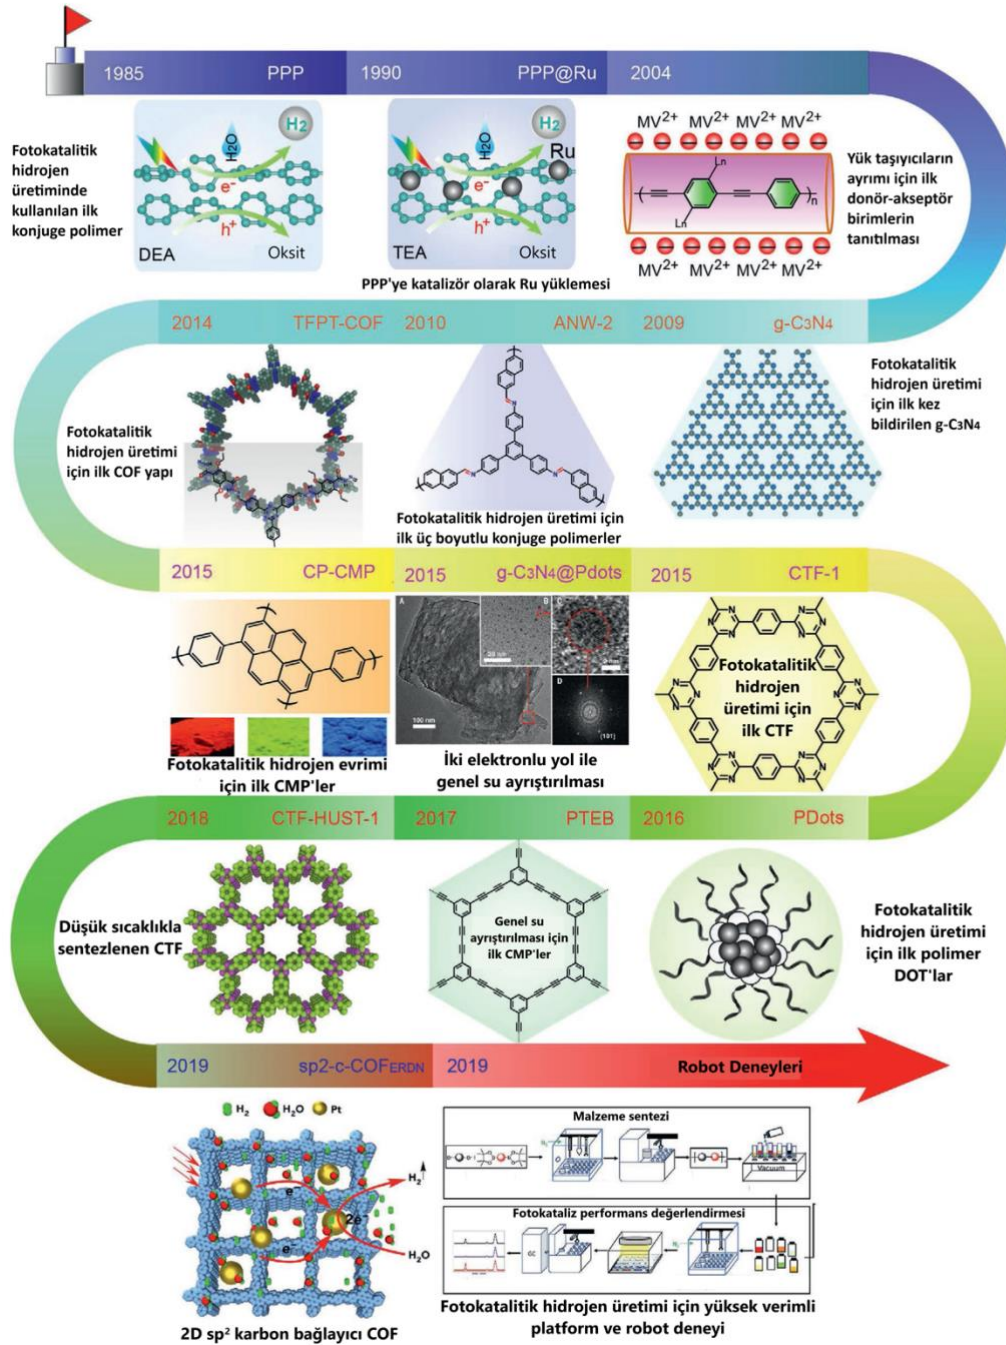 1985 PPP 1990 PPP@Ru 2004
Fotokatalitik
hidrojen
üretiminde
kullanılan ilk
konjuge polimer
H2O
H2
e-
h+
DEA
Oksit
H2O
H2
Ru
e-
h+
TEA
Oksit
PPP'ye katalizör olarak Ru yüklemesi
MV2+ MV2+ MV2+ MV2+
Ln
Ln
n
MV2+ MV2+ MV2+ MV2+
Yük taşıyıcıların
ayrımı için ilk
donör-akseptör
birimlerin
tanıtılması
2014 TFPT-COF 2010 ANW-2 2009 g-C3N4
Fotokatalitik
hidrojen üretimi
için ilk COF yapı
Fotokatalitik hidrojen üretimi için
ilk üç boyutlu konjuge polimerler
Fotokatalitik
hidrojen üretimi
için ilk kez
bildirilen g-C3N4
2015 CP-CMP 2015 g-C3N4@Pdots 2015 CTF-1
Fotokatalitik hidrojen evrimi
için ilk CMP'ler
A
B
C
D
100 nm
(101)
İki elektronlu yol ile
genel su ayrıştırılması
Fotokatalitik
hidrojen
üretimi için
ilk CTF
2018 CTF-HUST-1 2017 PTEB 2016 PDots
Düşük sıcaklıkla
sentezlenen CTF
Genel su
ayrıştırılması için
ilk CMP'ler
Fotokatalitik
hidrojen üretimi
için ilk polimer
DOT'lar
2019 sp2-c-COFERDN 2019 Robot Deneyleri
H2 H2O Pt
e-
2e-
e-
H2
H2O
2D sp² karbon bağlayıcı COF
Malzeme sentezi
Vacuum
Fotokataliz performans değerlendirmesi
GC
N2
Fotokatalitik hidrojen üretimi için yüksek verimli
platform ve robot deneyi